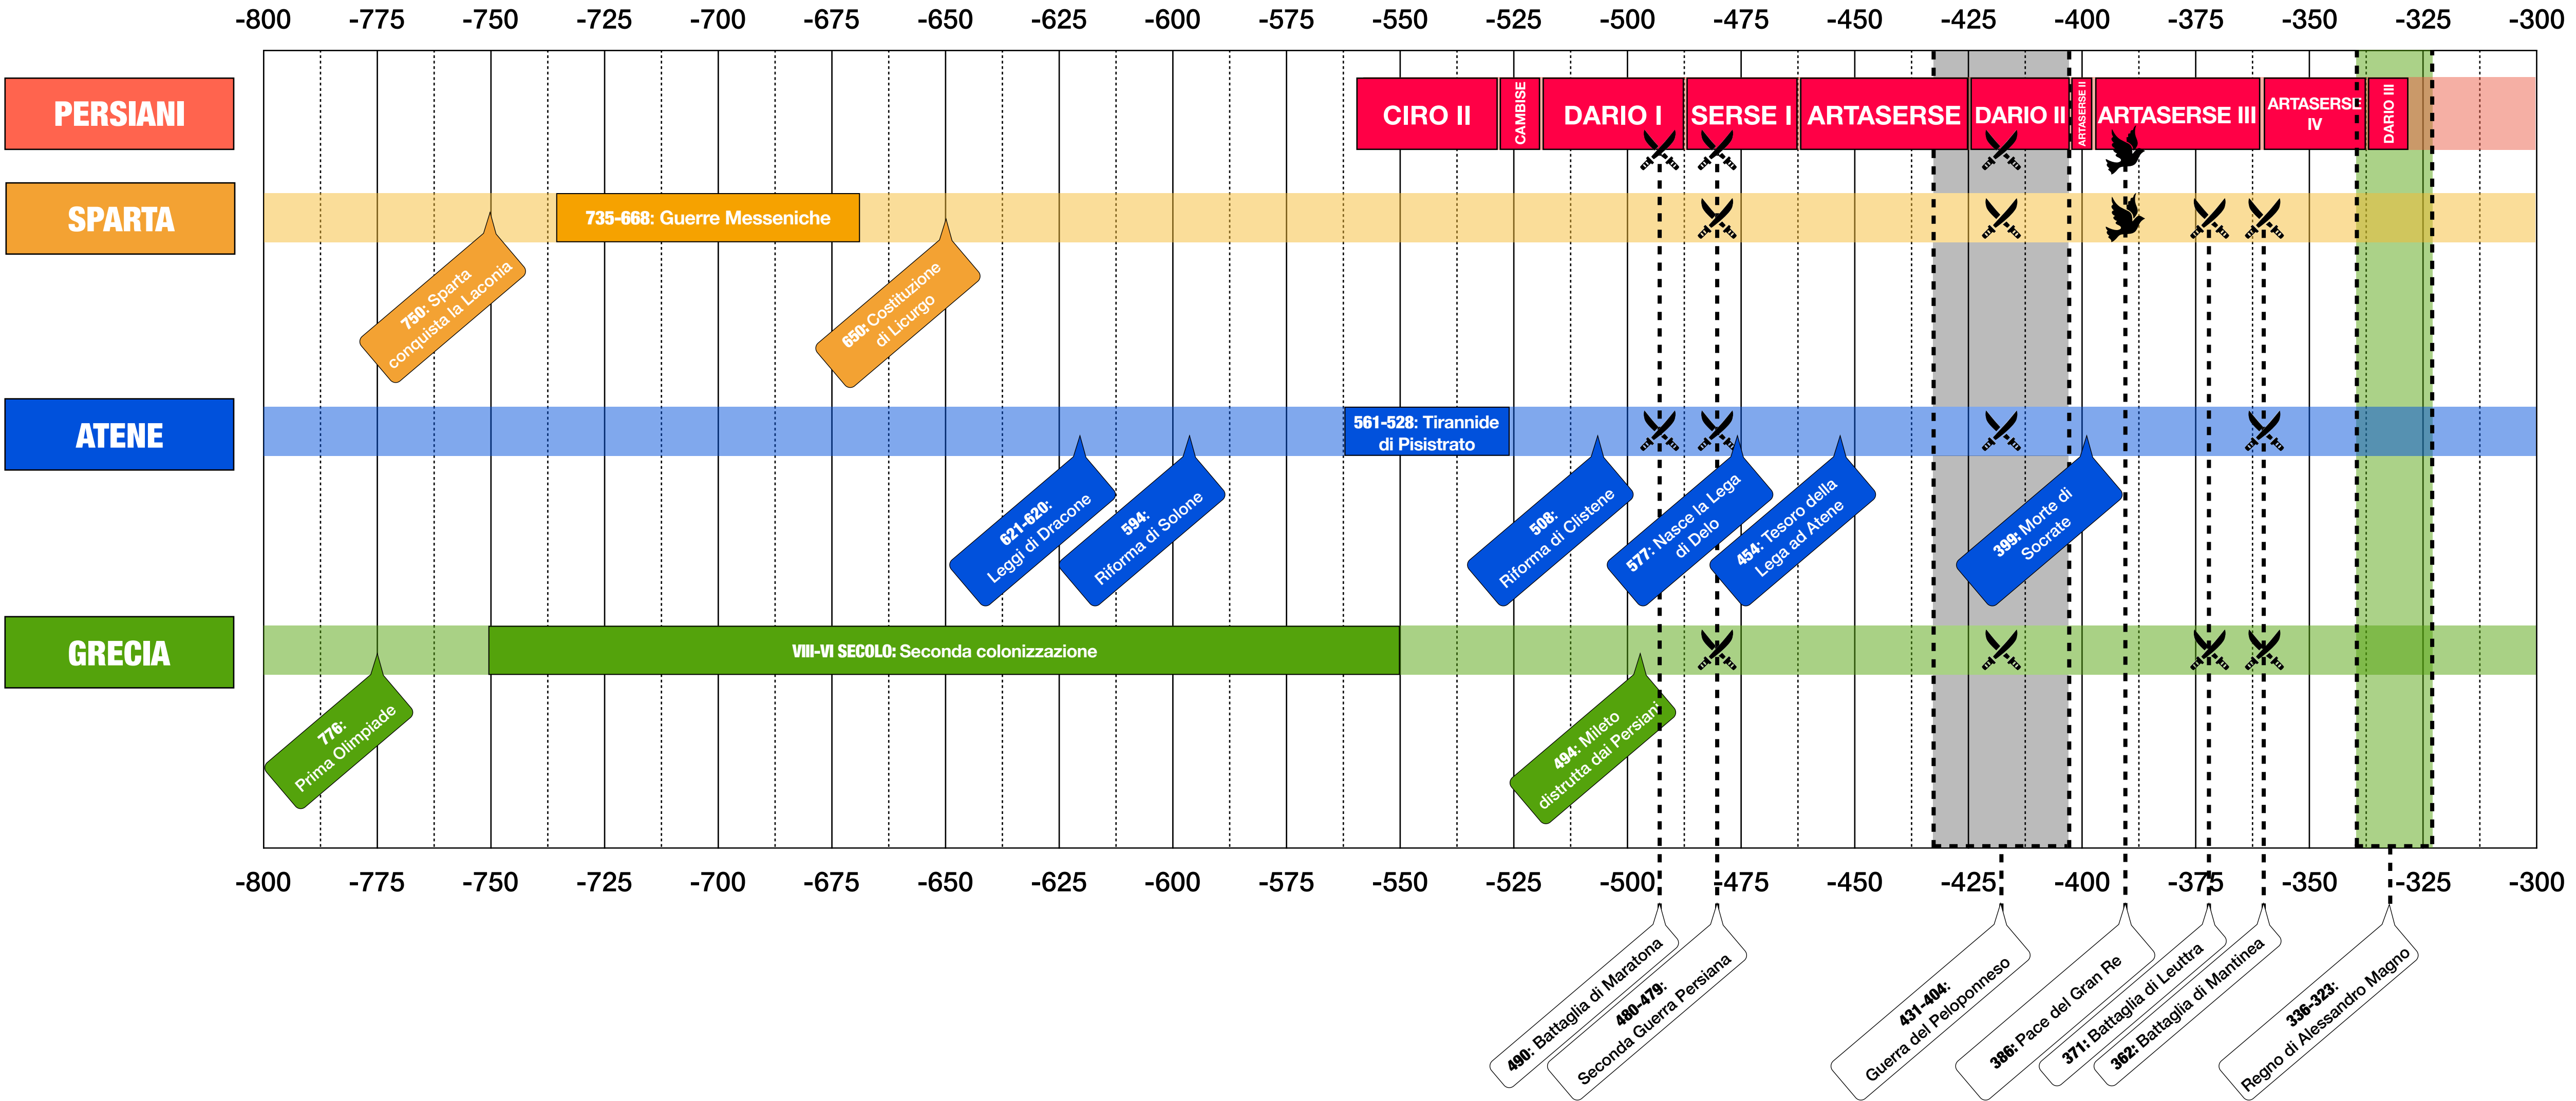 -800 -775 -750 -725 -700 -675 -650 -625 -600 -575 -550 -525 -500 -475 -450 -425 -400 -375 -350 -325 -300
PERSIANI
CIRO II
CAMBISE
DARIO I
SERSE I
ARTASERSE
DARIO II
ARTASERSE II
ARTASERSE III
ARTASERSE
IV
DARIO III
SPARTA
735-668: Guerre Messeniche
750: Sparta
conquista la Laconia
650: Costituzione
di Licurgo
ATENE
561-528: Tirannide
di Pisistrato
621-620:
Leggi di Dracone
594:
Riforma di Solone
508:
Riforma di Clistene
577: Nasce la Lega
di Delo
454: Tesoro della
Lega ad Atene
399: Morte di
Socrate
GRECIA
VIII-VI SECOLO: Seconda colonizzazione
776:
Prima Olimpiade
494: Mileto
distrutta dai Persiani
-800 -775 -750 -725 -700 -675 -650 -625 -600 -575 -550 -525 -500 -475 -450 -425 -400 -375 -350 -325 -300
490: Battaglia di Maratona
480-479:
Seconda Guerra Persiana
431-404:
Guerra del Peloponneso
386: Pace del Gran Re
371: Battaglia di Leuttra
362: Battaglia di Mantinea
336-323:
Regno di Alessandro Magno